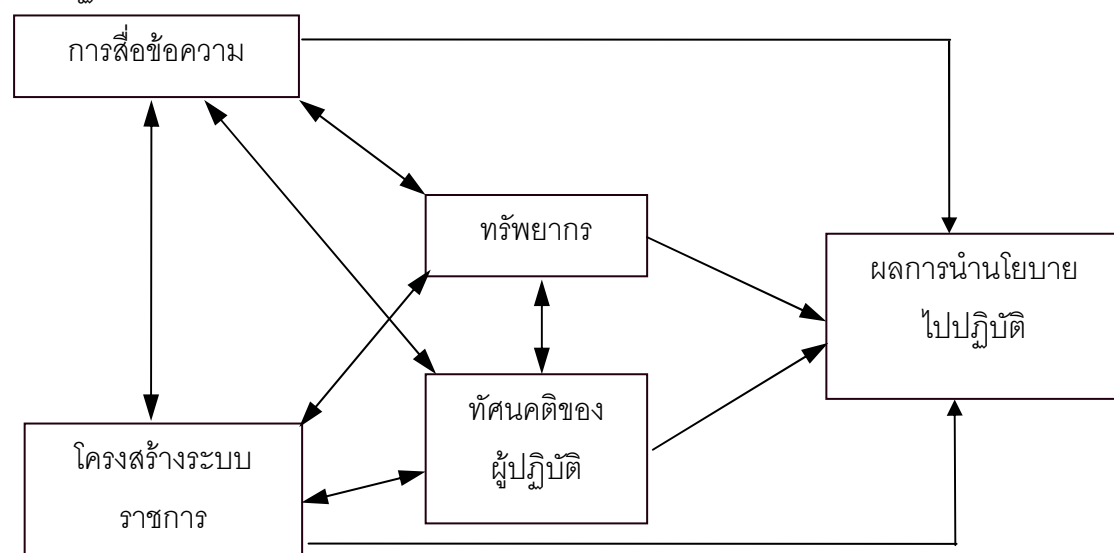 การสื่อข้อความ
ทรัพยากร
ผลการนำนโยบาย
ไปปฏิบัติ
ทัศนคติของ
ผู้ปฏิบัติ
โครงสร้างระบบ
ราชการ